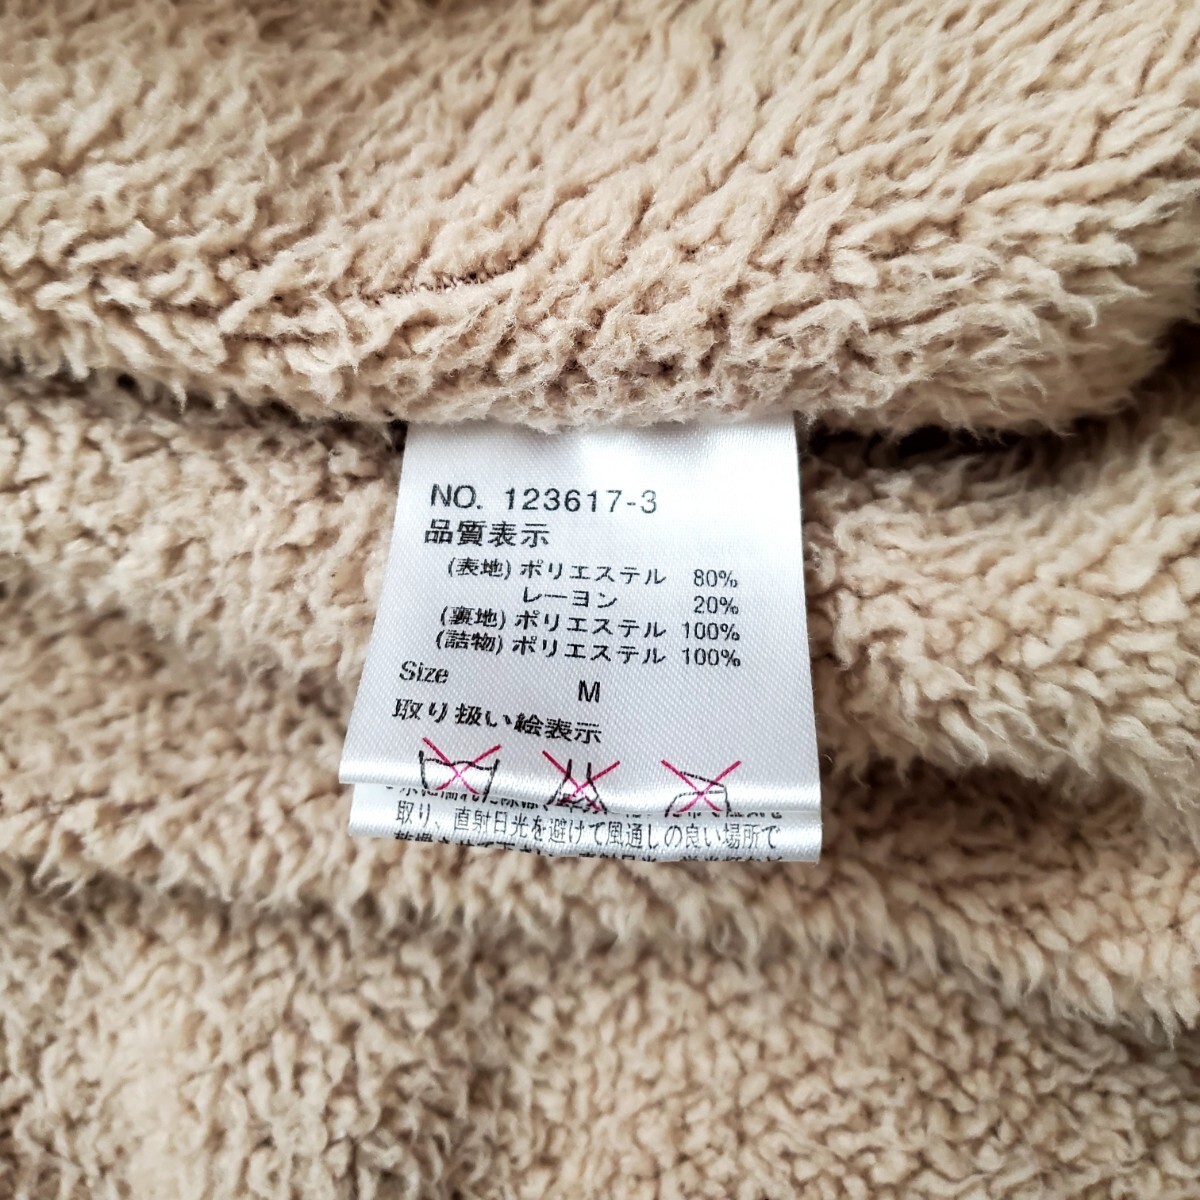 NO. 123617-3
品質表示
(表地) ポリエステル 80%
レーヨン 20%
(裏地) ポリエステル 100%
(詰物) ポリエステル 100%
Size
M
取り扱い絵表示
取り、直射日光を避けて風通しの良い場所で